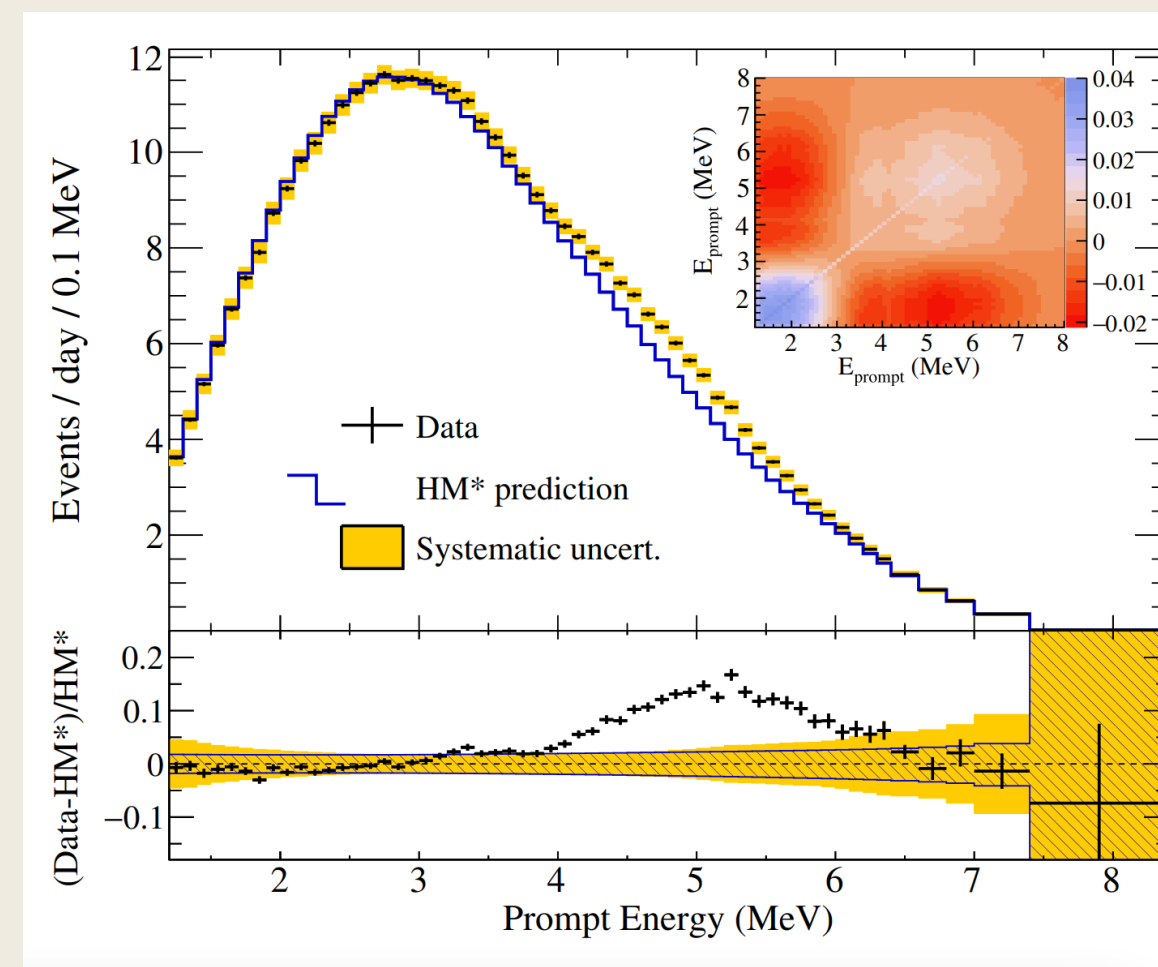 Events / day / 0.1 MeV
12
10
8
6
4
2
Data
HM* prediction
Systematic uncert.
E_prompt (MeV)
8
7
6
5
4
3
2
2 3 4 5 6 7 8
E_prompt (MeV)
0.04
0.03
0.02
0.01
0
−0.01
−0.02
(Data-HM*)/HM*
0.2
0.1
0
−0.1
2 3 4 5 6 7 8
Prompt Energy (MeV)